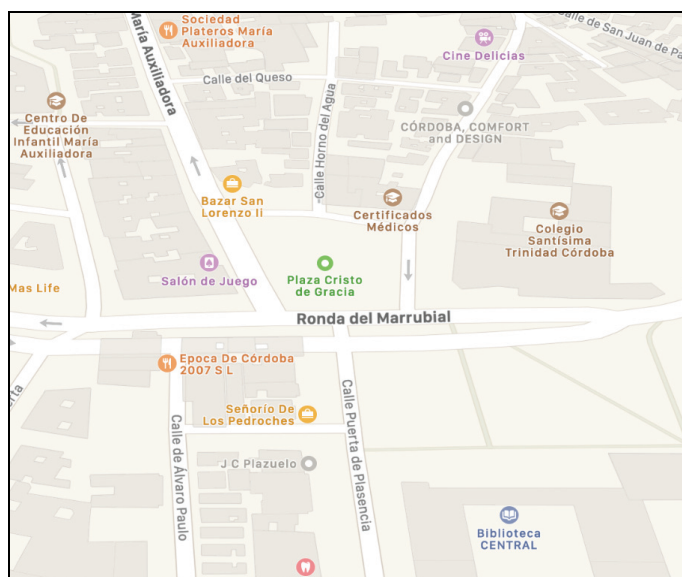 Sociedad
Plateros María
Auxiliadora
María Auxiliadora
Calle de San Juan de
Cine Delicias
Calle del Queso
Centro De
Educación
Infantil María
Auxiliadora
Calle Horno del Agua
CÓRDOBA, COMFORT
and DESIGN
Bazar San
Lorenzo Ii
Certificados
Médicos
Colegio
Santísima
Trinidad Córdoba
Mas Life
Salón de Juego
Plaza Cristo
de Gracia
Ronda del Marrubial
Epoca De Córdoba
2007 S L
Señorío De
Los Pedroches
Calle Puerta de Plasencia
Calle de Álvaro Paulo
J C Plazuelo
Biblioteca
CENTRAL